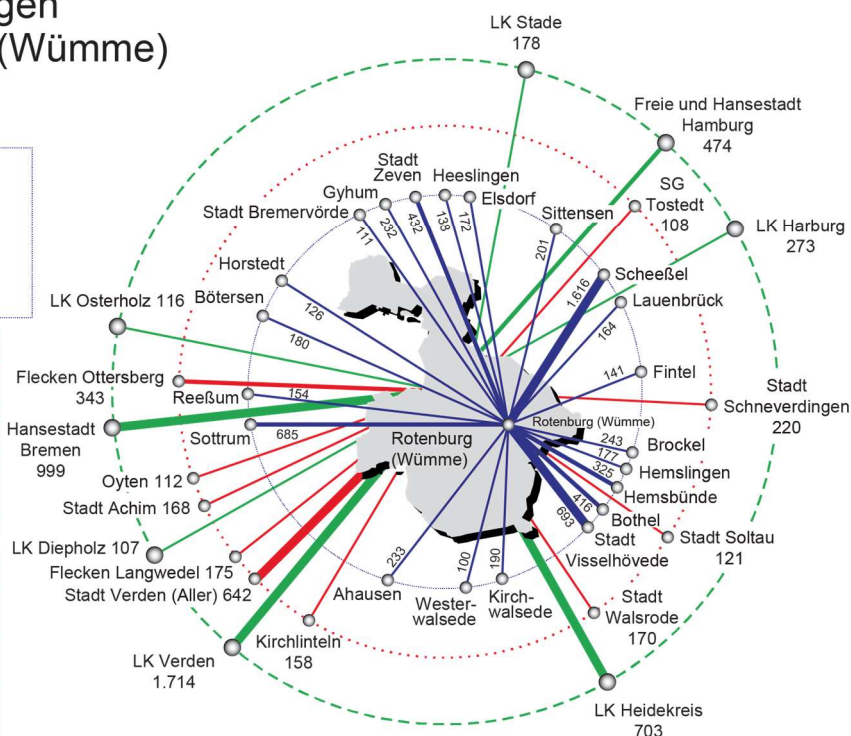 gen
(Wümme)
LK Stade
178
Freie und Hansestadt
Hamburg
474
SG
Tostedt
108
LK Harburg
273
Stadt
Zeven
Heeslingen
Gyhum
Elsdorf
Stadt Bremervörde
Sittensen
111
232
432
138
172
201
Horstedt
126
Scheeßel
1.616
Bötersen
180
Lauenbrück
164
LK Osterholz 116
Fintel
141
Flecken Ottersberg
343
Reeßum
154
Stadt
Schneverdingen
220
Hansestadt
Bremen
999
Sottrum
685
Rotenburg
(Wümme)
Rotenburg (Wümme)
243
Brockel
177
Hemslingen
325
Hemsbünde
416
Bothel
693
Stadt
Visselhövede
Oyten 112
Stadt Achim 168
LK Diepholz 107
Flecken Langwedel 175
Stadt Verden (Aller) 642
Stadt Soltau
121
233
Ahausen
100
Wester-
walsede
190
Kirch-
walsede
Stadt
Walsrode
170
Kirchlinteln
158
LK Verden
1.714
LK Heidekreis
703